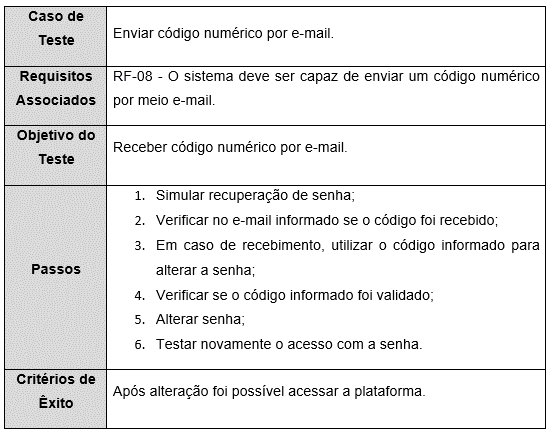 Caso de
Teste
Enviar código numérico por e-mail.
Requisitos
Associados
RF-08 - O sistema deve ser capaz de enviar um código numérico
por meio e-mail.
Objetivo do
Teste
Receber código numérico por e-mail.
Passos
1. Simular recuperação de senha;
2. Verificar no e-mail informado se o código foi recebido;
3. Em caso de recebimento, utilizar o código informado para
alterar a senha;
4. Verificar se o código informado foi validado;
5. Alterar senha;
6. Testar novamente o acesso com a senha.
Critérios de
Êxito
Após alteração foi possível acessar a plataforma.